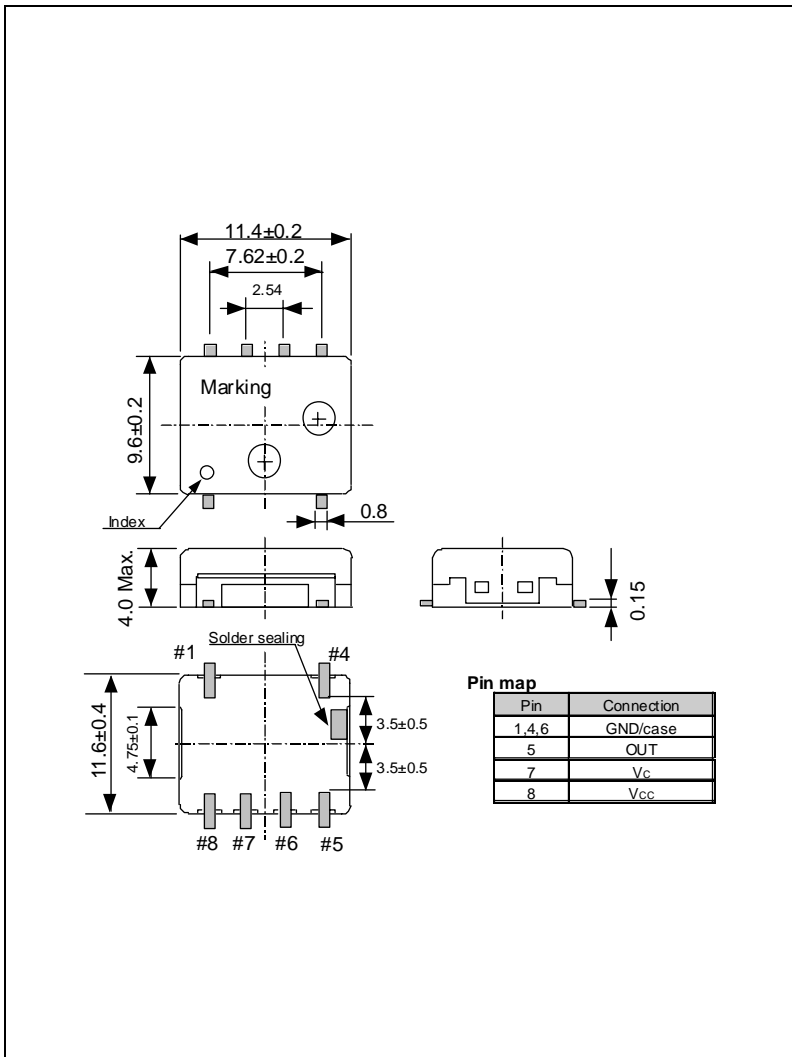 11.4±0.2
7.62±0.2
2.54
Marking
9.6±0.2
Index
0.8
4.0 Max.
0.15
Solder sealing
#1
#4
11.6±0.4
4.75±0.1
3.5±0.5
3.5±0.5
#8
#7
#6
#5
Pin map
Pin Connection
1,4,6 GND/case
5 OUT
7 Vc
8 Vcc